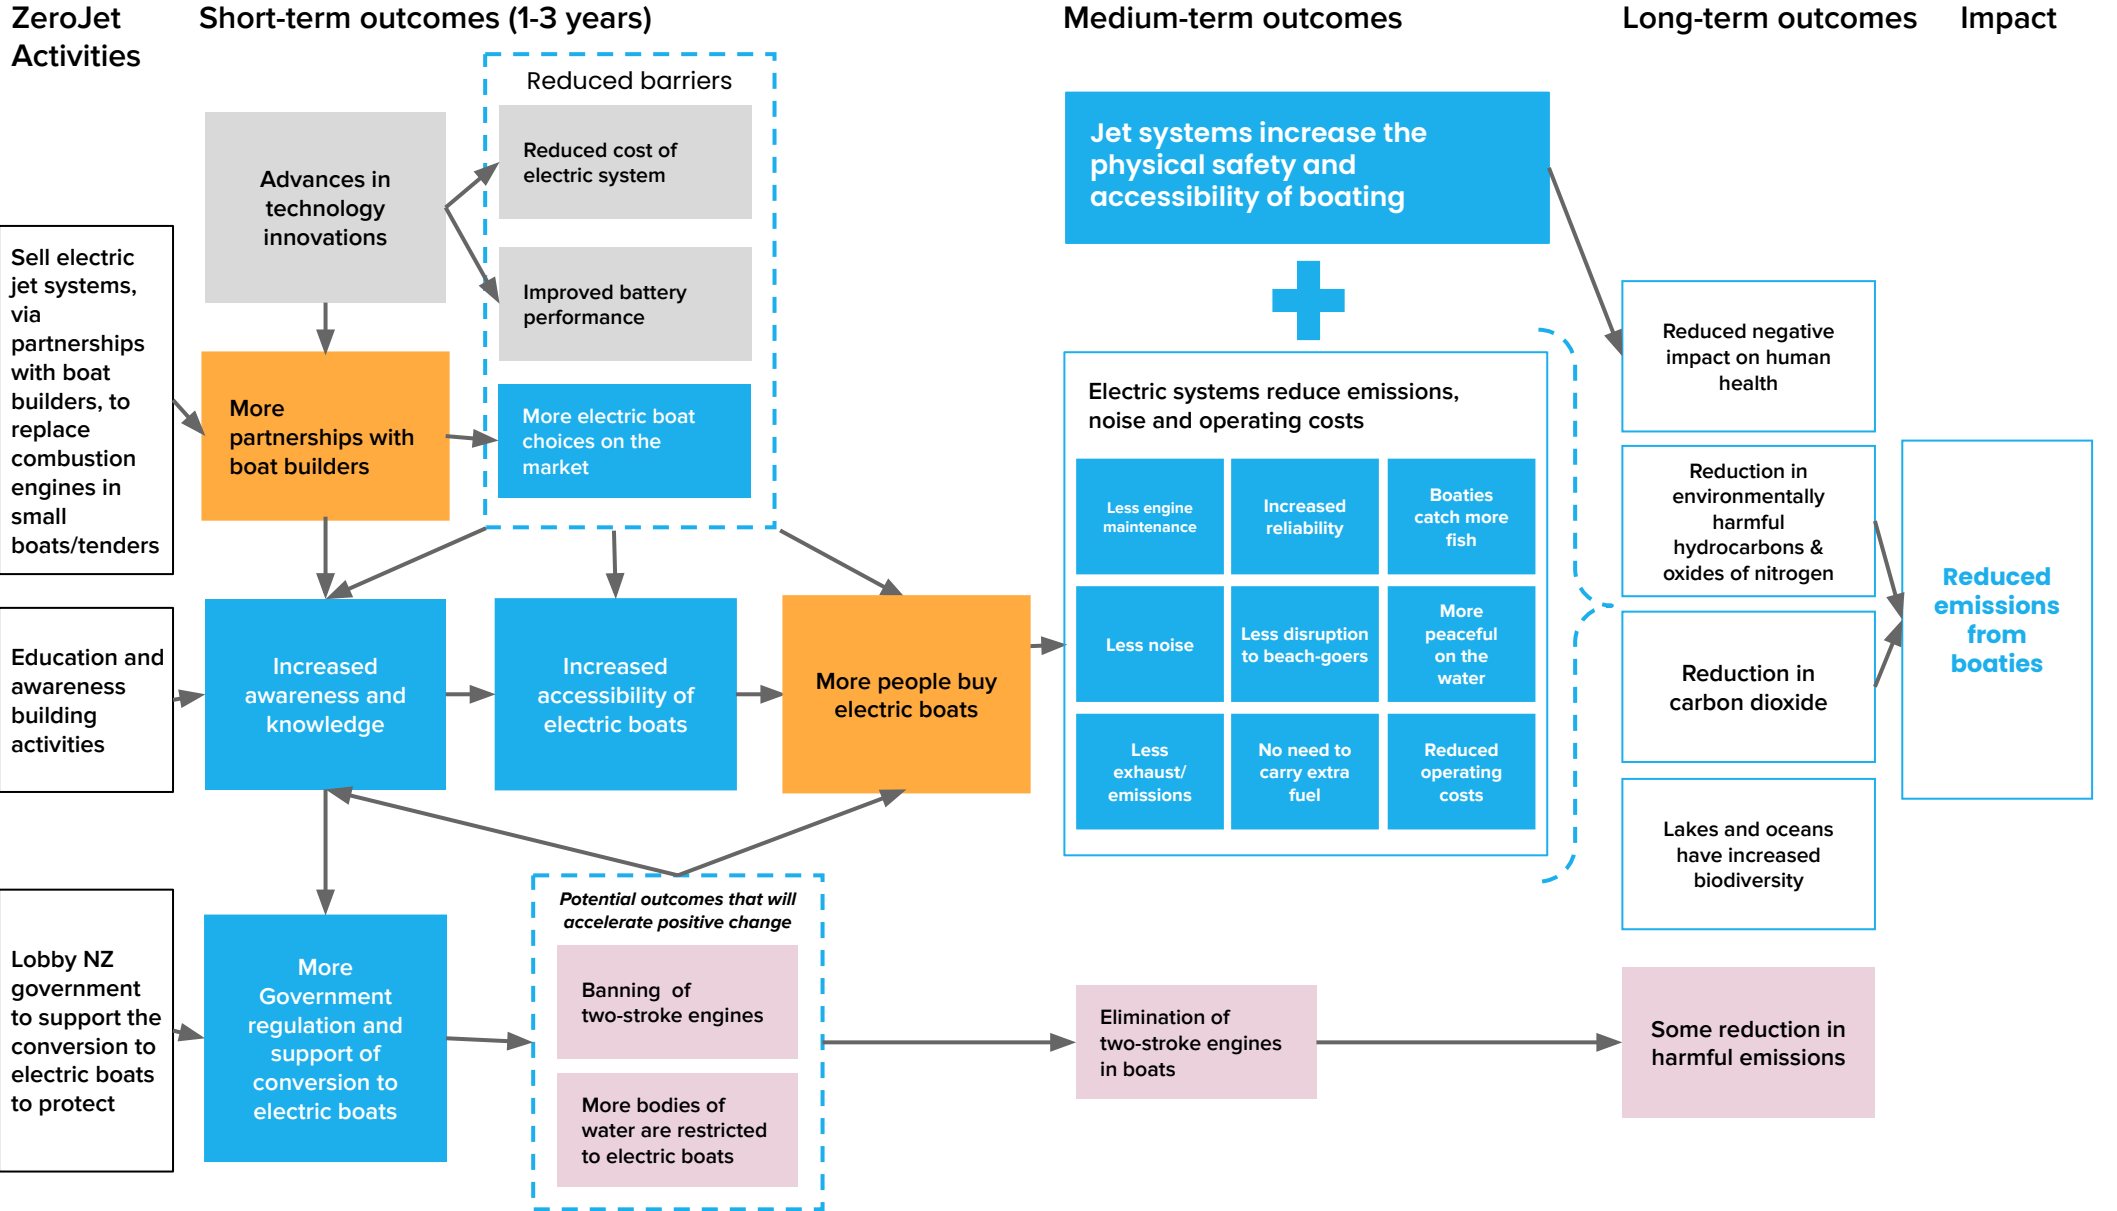 ZeroJet
Activities
Short-term outcomes (1-3 years)
Medium-term outcomes
Long-term outcomes
Impact
Sell electric
jet systems,
via
partnerships
with boat
builders, to
replace
combustion
engines in
small
boats/tenders
Education and
awareness
building
activities
Lobby NZ
government
to support the
conversion to
electric boats
to protect
Advances in
technology
innovations
More
partnerships with
boat builders
Reduced barriers
Reduced cost of
electric system
Improved battery
performance
More electric boat
choices on the
market
Increased
awareness and
knowledge
Increased
accessibility of
electric boats
More people buy
electric boats
More
Government
regulation and
support of
conversion to
electric boats
Potential outcomes that will
accelerate positive change
Banning of
two-stroke engines
More bodies of
water are restricted
to electric boats
Jet systems increase the
physical safety and
accessibility of boating
Electric systems reduce emissions,
noise and operating costs
Less engine
maintenance
Increased
reliability
Boaties
catch more
fish
Less noise
Less disruption
to beach-goers
More
peaceful
on the
water
Less
exhaust/
emissions
No need to
carry extra
fuel
Reduced
operating
costs
Elimination of
two-stroke engines
in boats
Reduced negative
impact on human
health
Reduction in
environmentally
harmful
hydrocarbons &
oxides of nitrogen
Reduction in
carbon dioxide
Lakes and oceans
have increased
biodiversity
Some reduction in
harmful emissions
Reduced
emissions
from
boaties